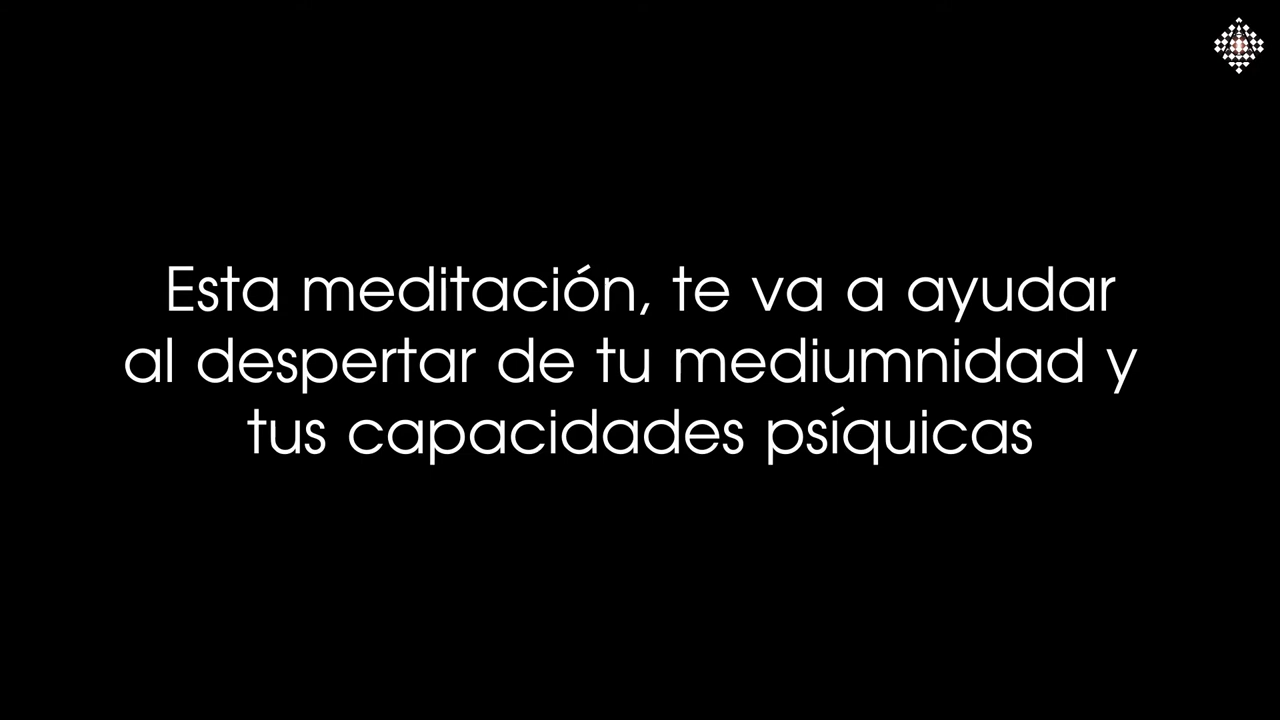 Esta meditación, te va a ayudar
al despertar de tu mediumnidad y
tus capacidades psíquicas